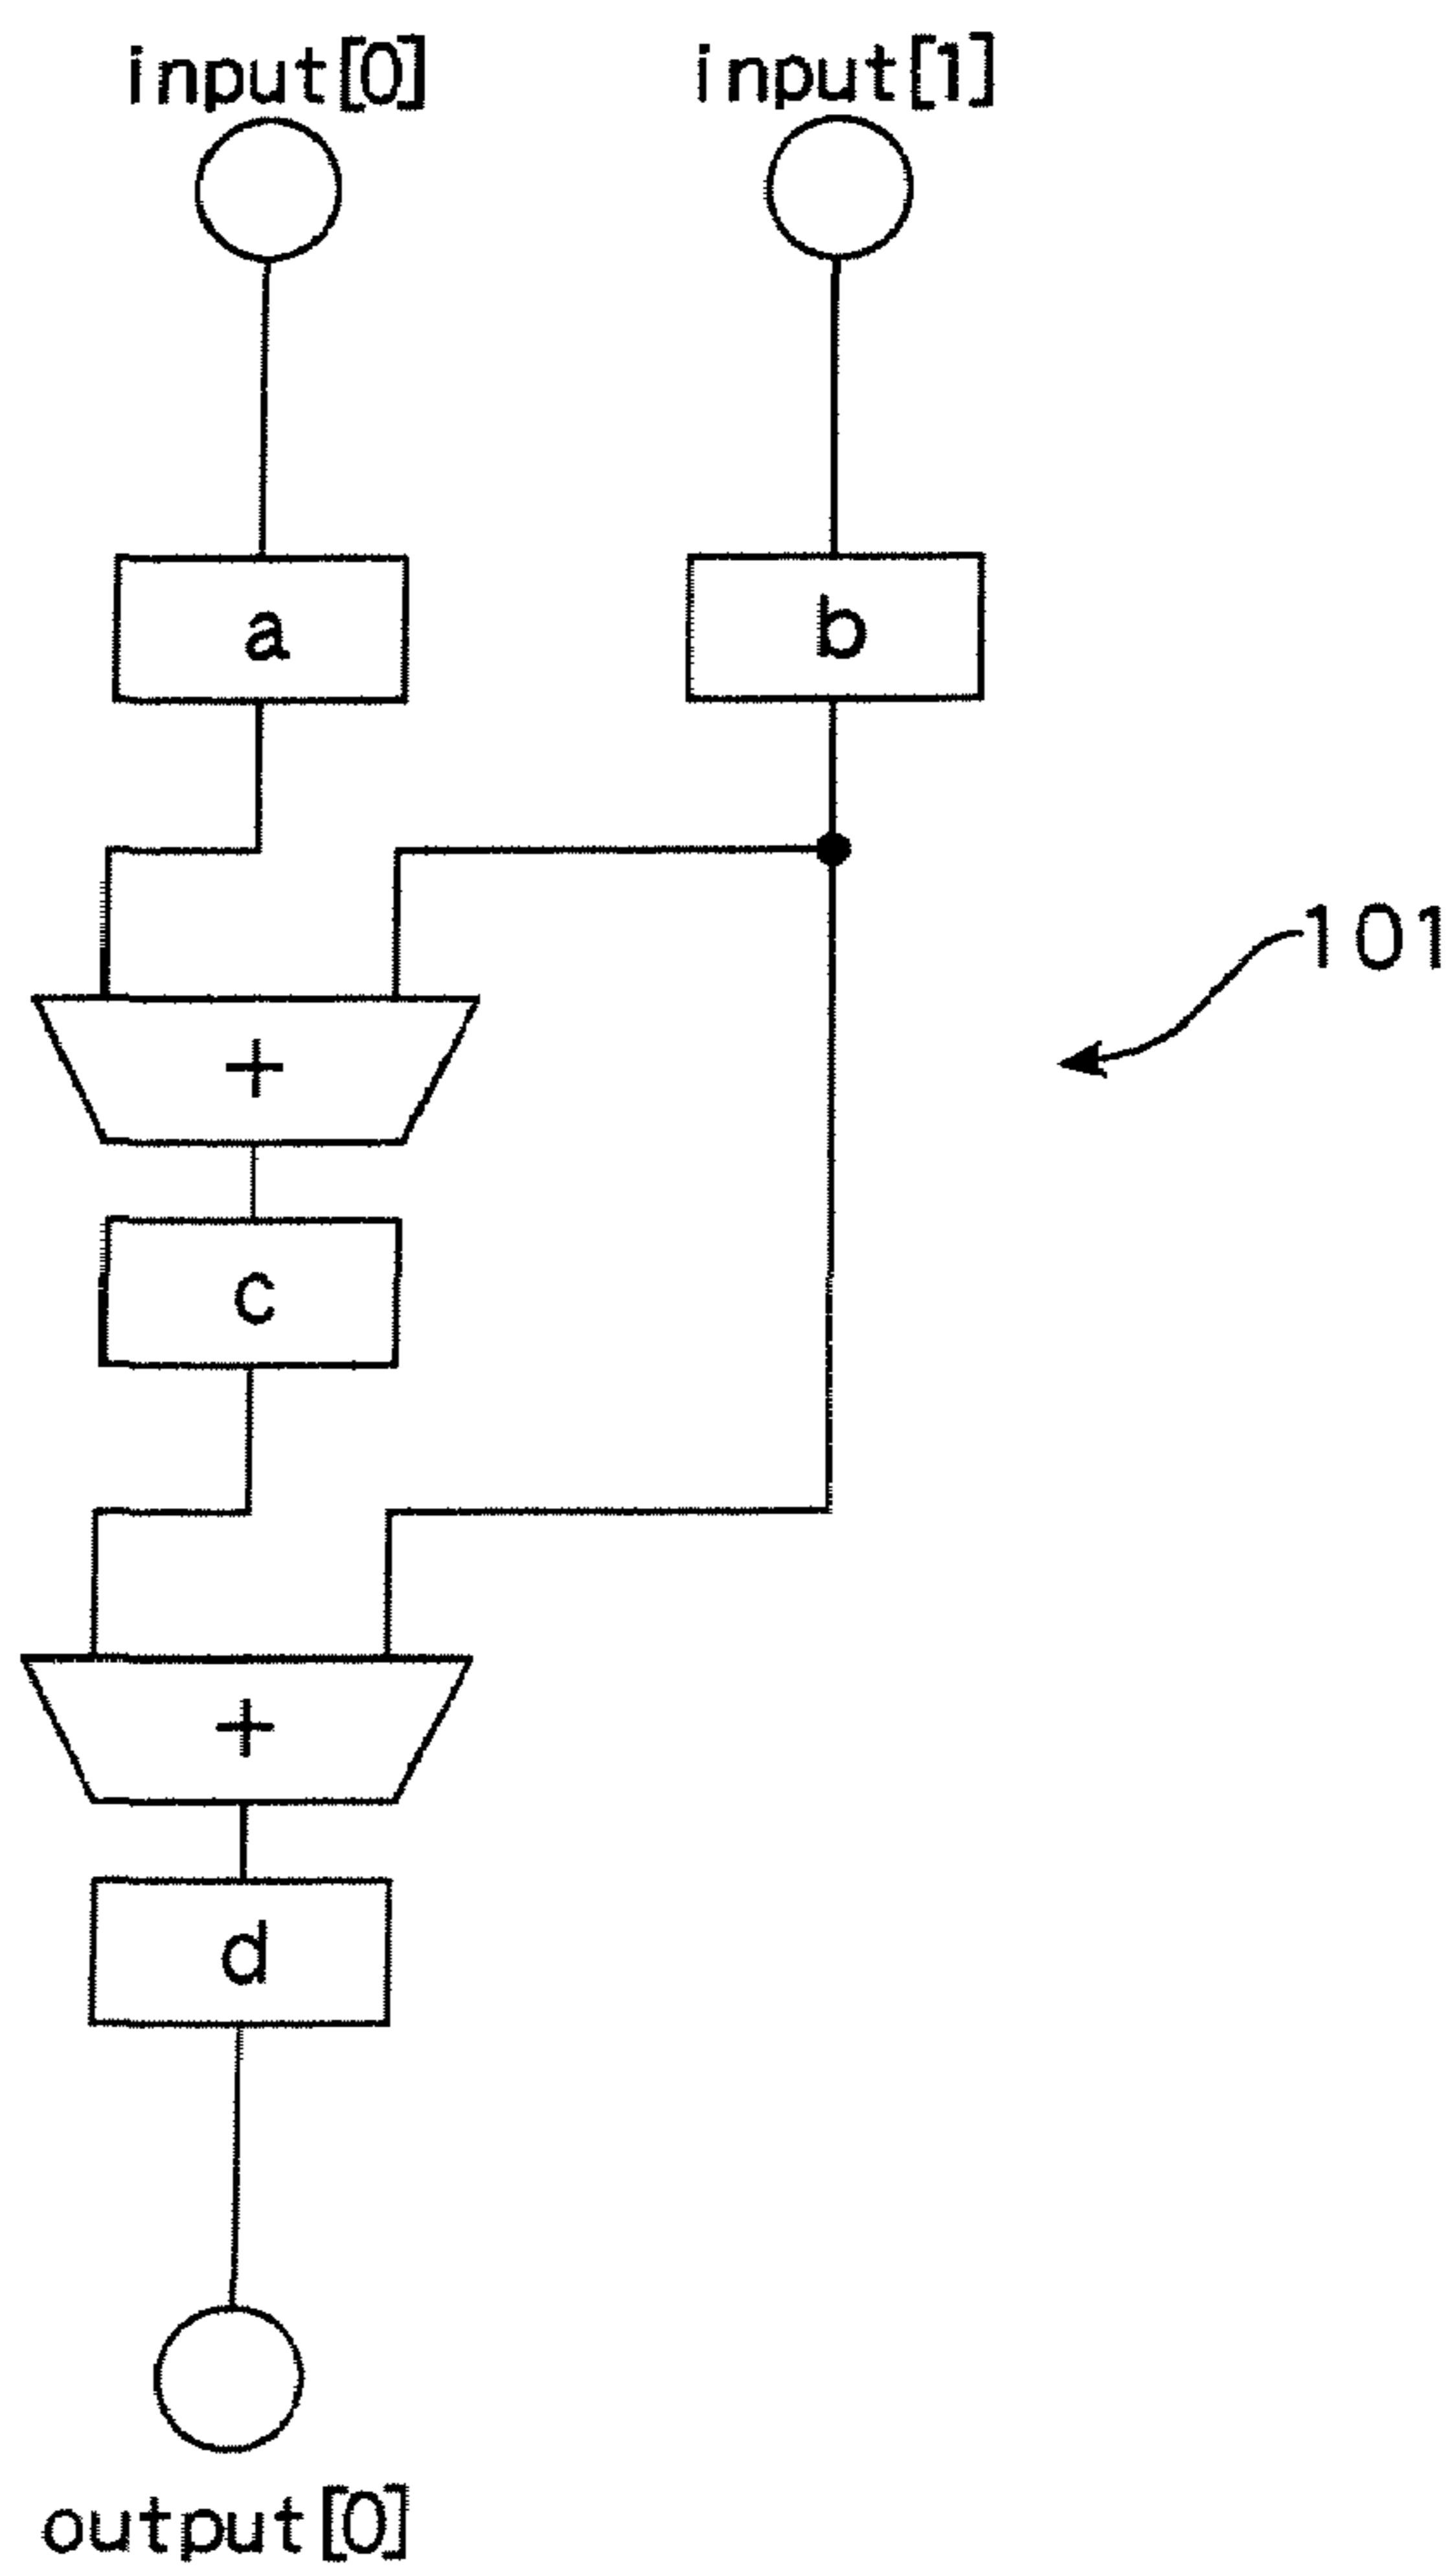 input[0] input[1]
a b
101
+
c
+
d
output[0]